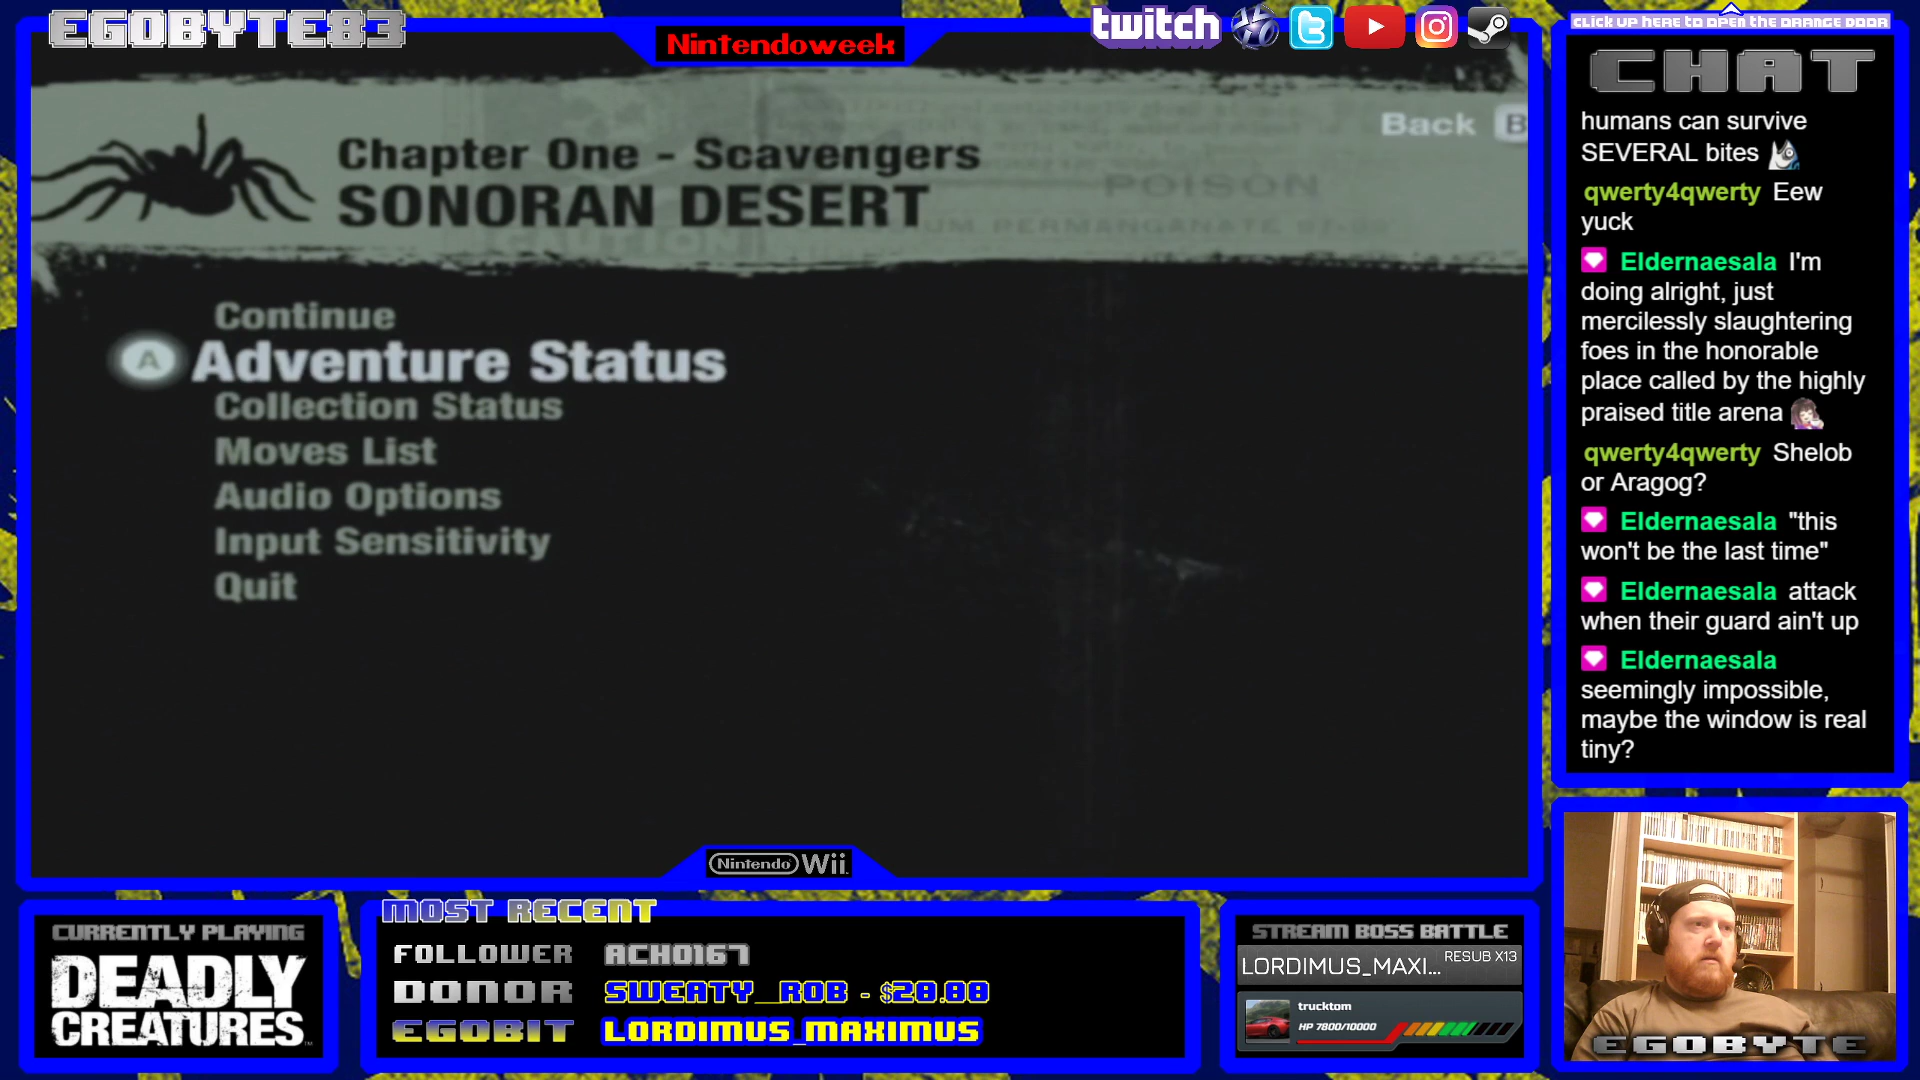 EGOBYTE83
Nintendoweek
twitch
CLICK UP HERE TO OPEN THE ORANGE DOOR
CHAT
Back B
Chapter One - Scavengers
SONORAN DESERT
POISON
CAUTION
PERMANGANATE
Continue
A Adventure Status
Collection Status
Moves List
Audio Options
Input Sensitivity
Quit
Nintendo Wii
humans can survive
SEVERAL bites
qwerty4qwerty Eew
yuck
Eldernaesala I'm
doing alright, just
mercilessly slaughtering
foes in the honorable
place called by the highly
praised title arena
qwerty4qwerty Shelob
or Aragog?
Eldernaesala "this
won't be the last time"
Eldernaesala attack
when their guard ain't up
Eldernaesala
seemingly impossible,
maybe the window is real
tiny?
CURRENTLY PLAYING
DEADLY
CREATURES
MOST RECENT
FOLLOWER ACHO167
DONOR SWEATY_ROB - $20.00
EGOBIT LORDIMUS_MAXIMUS
STREAM BOSS BATTLE
LORDIMUS_MAXI... RESUB X13
trucktom
HP 7800/10000
EGOBYTE